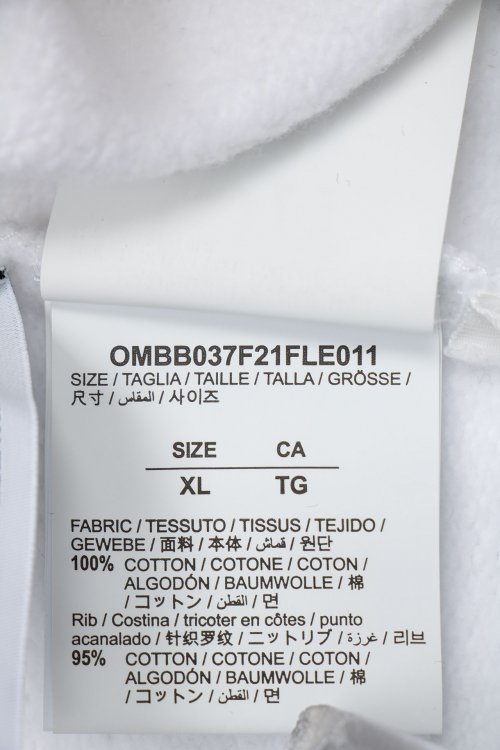 OMBB037F21FLE011
SIZE / TAGLIA / TAILLE / TALLA / GRÖSSE /
尺寸 / المقاس / 사이즈
SIZE CA
XL TG
FABRIC / TESSUTO / TISSUS / TEJIDO /
GEWEBE / 面料 / 本体 / قماش / 원단
100% COTTON / COTONE / COTON /
ALGODÓN / BAUMWOLLE / 棉
/ コットン / القطن / 면
Rib / Costina / tricoter en côtes / punto
acanalado / 针织罗纹 / ニットリブ / غرزة / 리브
95% COTTON / COTONE / COTON /
ALGODÓN / BAUMWOLLE / 棉
/ コットン / القطن / 면